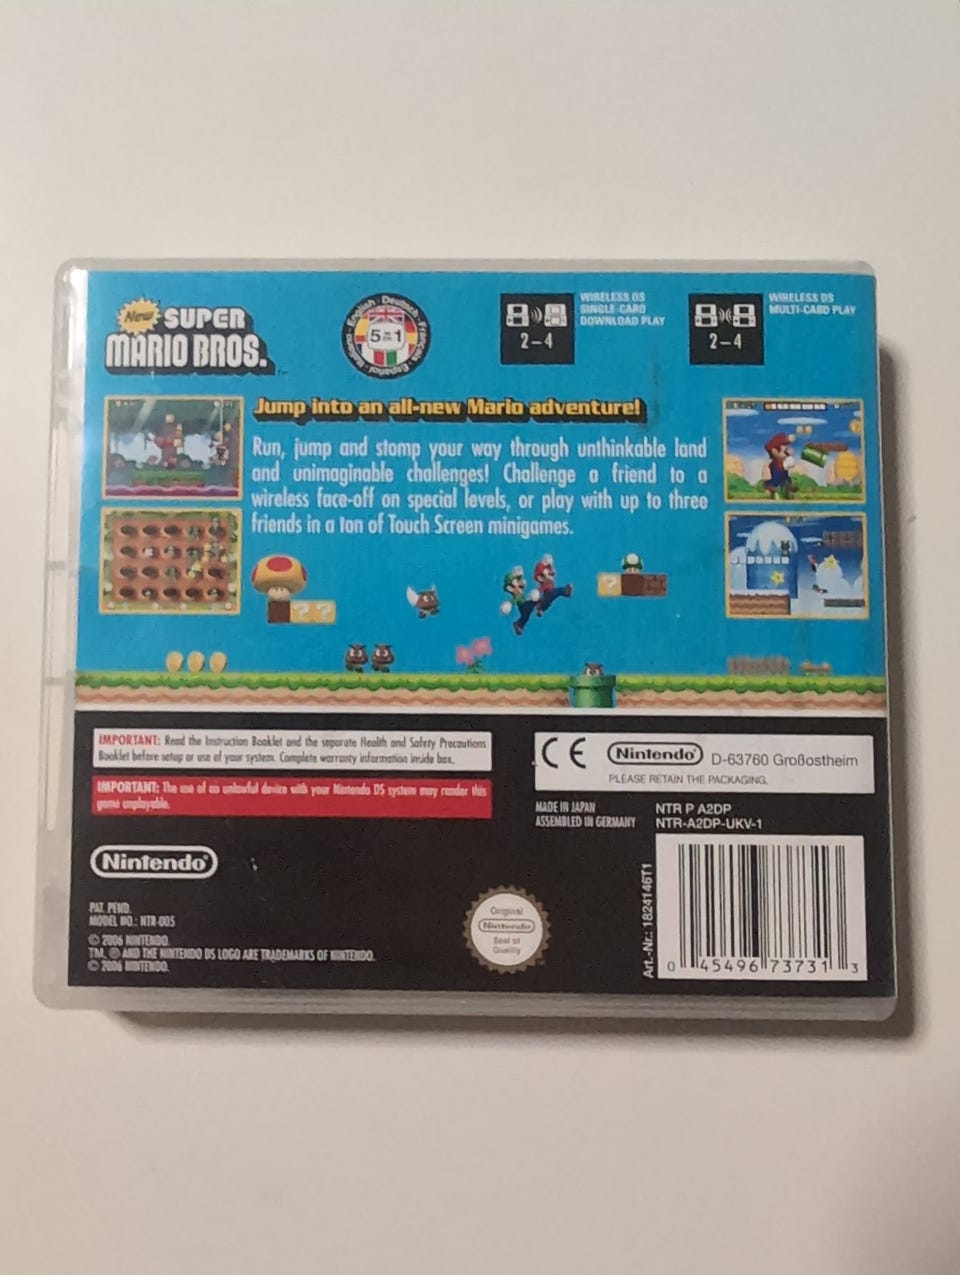 New SUPER
MARIO BROS.
English · Deutsch · Français · Español · Italiano
5 IN 1
2-4
WIRELESS DS
SINGLE-CARD
DOWNLOAD PLAY
2-4
WIRELESS DS
MULTI-CARD PLAY
Jump into an all-new Mario adventure!
Run, jump and stomp your way through unthinkable land
and unimaginable challenges! Challenge a friend to a
wireless face-off on special levels, or play with up to three
friends in a ton of Touch Screen minigames.
IMPORTANT: Read the Instruction Booklet and the separate Health and Safety Precautions
Booklet before setup or use of your system. Complete warranty information inside box.
IMPORTANT: The use of an unlawful device with your Nintendo DS system may render this
game unplayable.
CE Nintendo® D-63760 Großostheim
PLEASE RETAIN THE PACKAGING.
MADE IN JAPAN
ASSEMBLED IN GERMANY
NTR P A2DP
NTR-A2DP-UKV-1
Nintendo®
PAT. PEND.
MODEL NO.: NTR-005
© 2006 NINTENDO.
TM, ® AND THE NINTENDO DS LOGO ARE TRADEMARKS OF NINTENDO.
© 2006 NINTENDO.
Original
Nintendo
Seal of
Quality
Art.-Nr.: 1824146T1
0 45496 73731 3